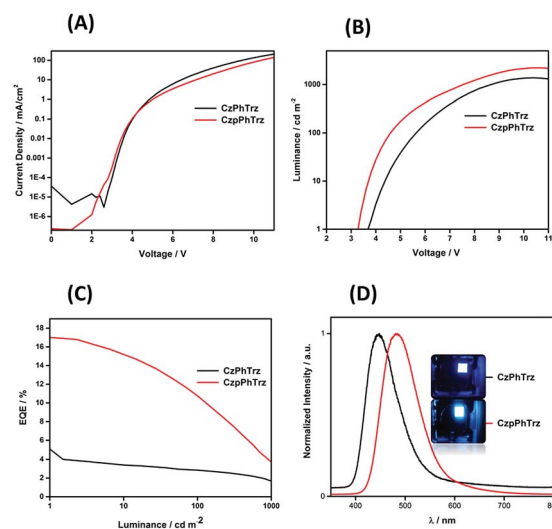 (A)
Current Density / mA/cm²
100
10
1
0.1
0.01
0.001
1E-4
1E-5
1E-6
0
2
4
6
8
10
Voltage / V
CzPhTrz
CzpPhTrz
(B)
Luminance / cd m⁻²
1000
100
10
1
2
3
4
5
6
7
8
9
10
11
Voltage / V
CzPhTrz
CzpPhTrz
(C)
EQE / %
18
16
14
12
10
8
6
4
2
0
1
10
100
1000
Luminance / cd m⁻²
CzPhTrz
CzpPhTrz
(D)
Normalized Intensity / a.u.
1
400
500
600
700
800
λ / nm
CzPhTrz
CzpPhTrz